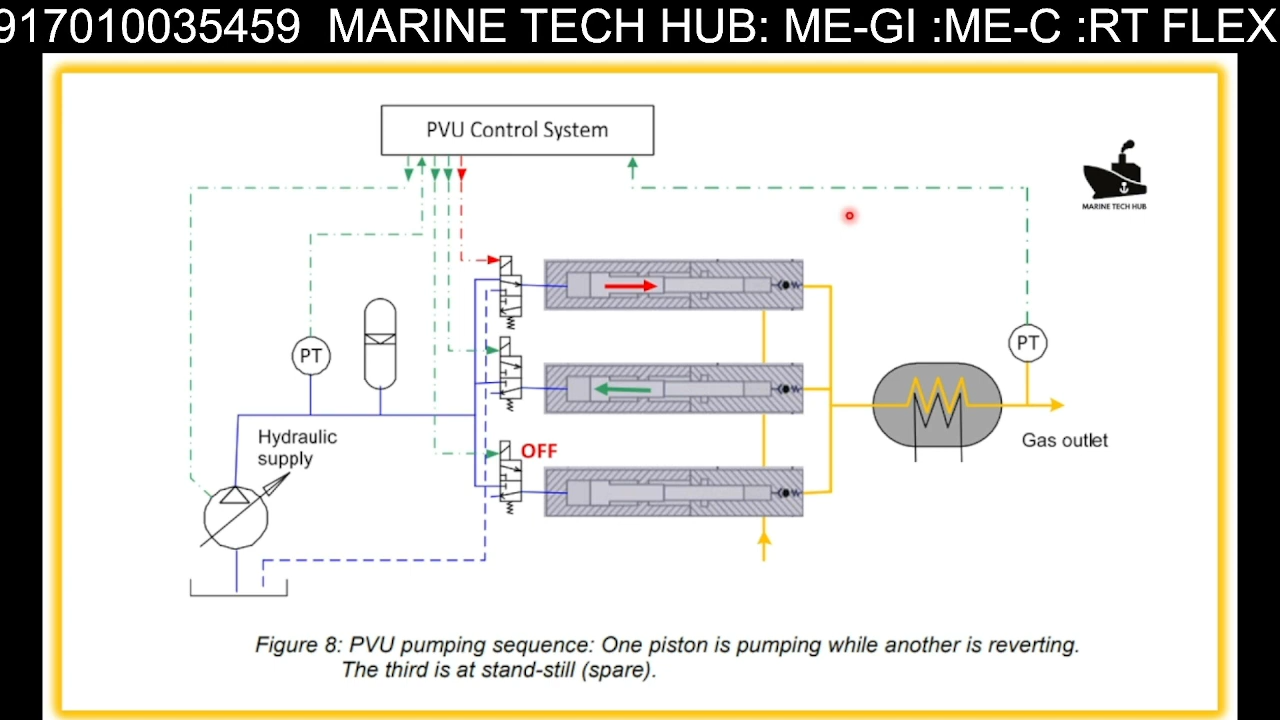 917010035459 MARINE TECH HUB: ME-GI :ME-C :RT FLEX
PVU Control System
MARINE TECH HUB
PT
PT
OFF
Hydraulic
supply
Gas outlet
Figure 8: PVU pumping sequence: One piston is pumping while another is reverting.
The third is at stand-still (spare).